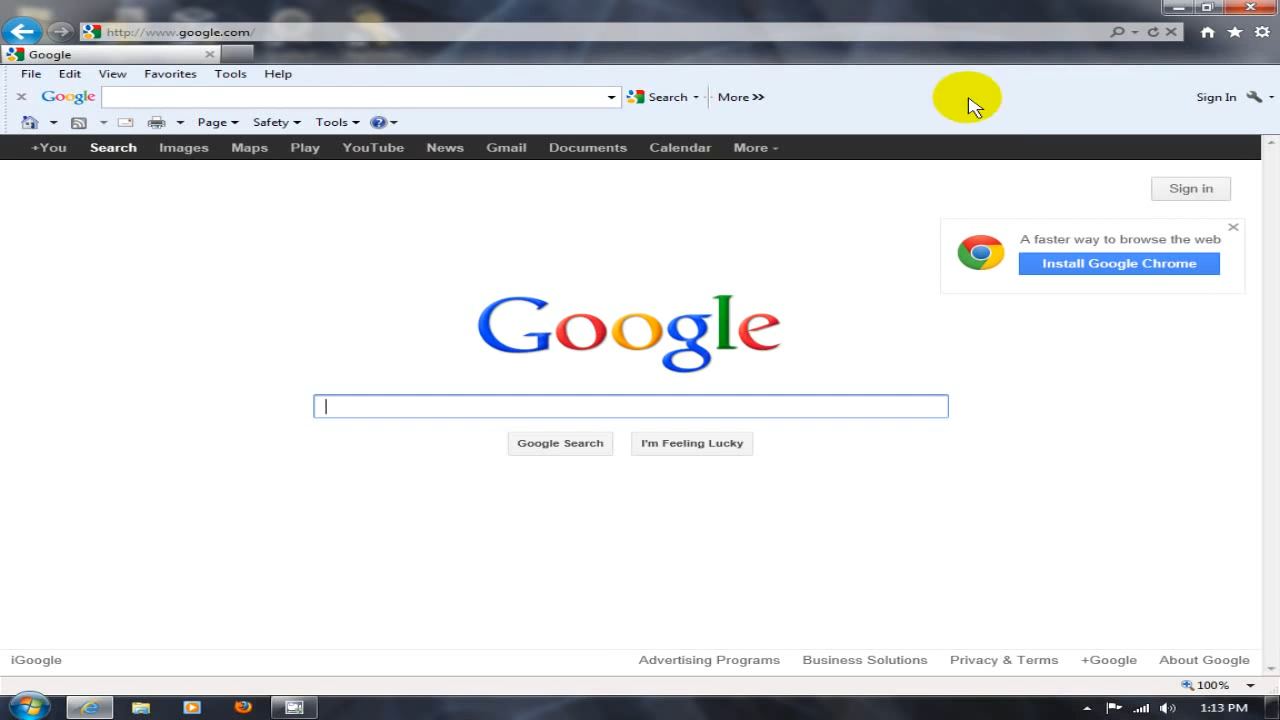 http://www.google.com/
Google
File Edit View Favorites Tools Help
Google Search More Sign In
Page Safety Tools
+You Search Images Maps Play YouTube News Gmail Documents Calendar More
Sign in
A faster way to browse the web
Install Google Chrome
Google
Google Search I'm Feeling Lucky
iGoogle Advertising Programs Business Solutions Privacy & Terms +Google About Google
100%
1:13 PM